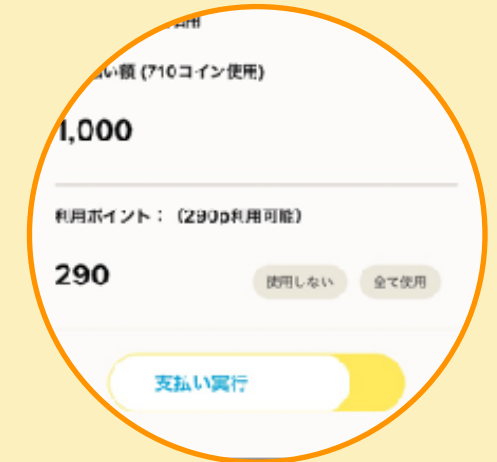 い額 (710コイン使用)
1,000
利用ポイント：（290p利用可能）
290
使用しない 全て使用
支払い実行